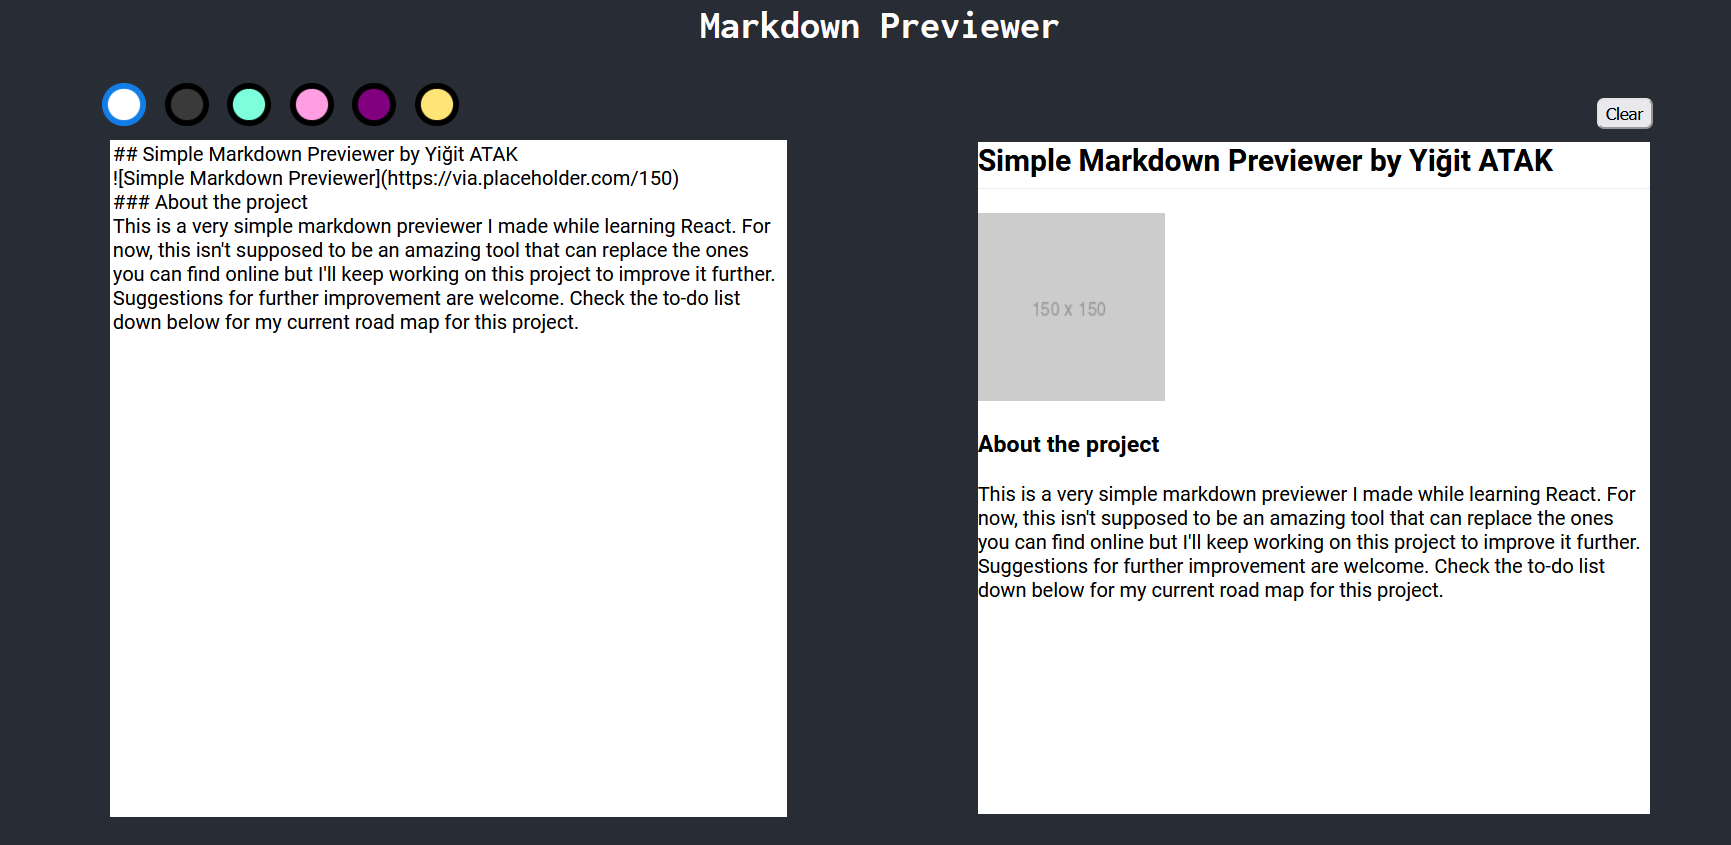 Markdown Previewer
Clear
## Simple Markdown Previewer by Yiğit ATAK
![Simple Markdown Previewer](https://via.placeholder.com/150)
### About the project
This is a very simple markdown previewer I made while learning React. For
now, this isn't supposed to be an amazing tool that can replace the ones
you can find online but I'll keep working on this project to improve it further.
Suggestions for further improvement are welcome. Check the to-do list
down below for my current road map for this project.
Simple Markdown Previewer by Yiğit ATAK
150 x 150
About the project
This is a very simple markdown previewer I made while learning React. For
now, this isn't supposed to be an amazing tool that can replace the ones
you can find online but I'll keep working on this project to improve it further.
Suggestions for further improvement are welcome. Check the to-do list
down below for my current road map for this project.